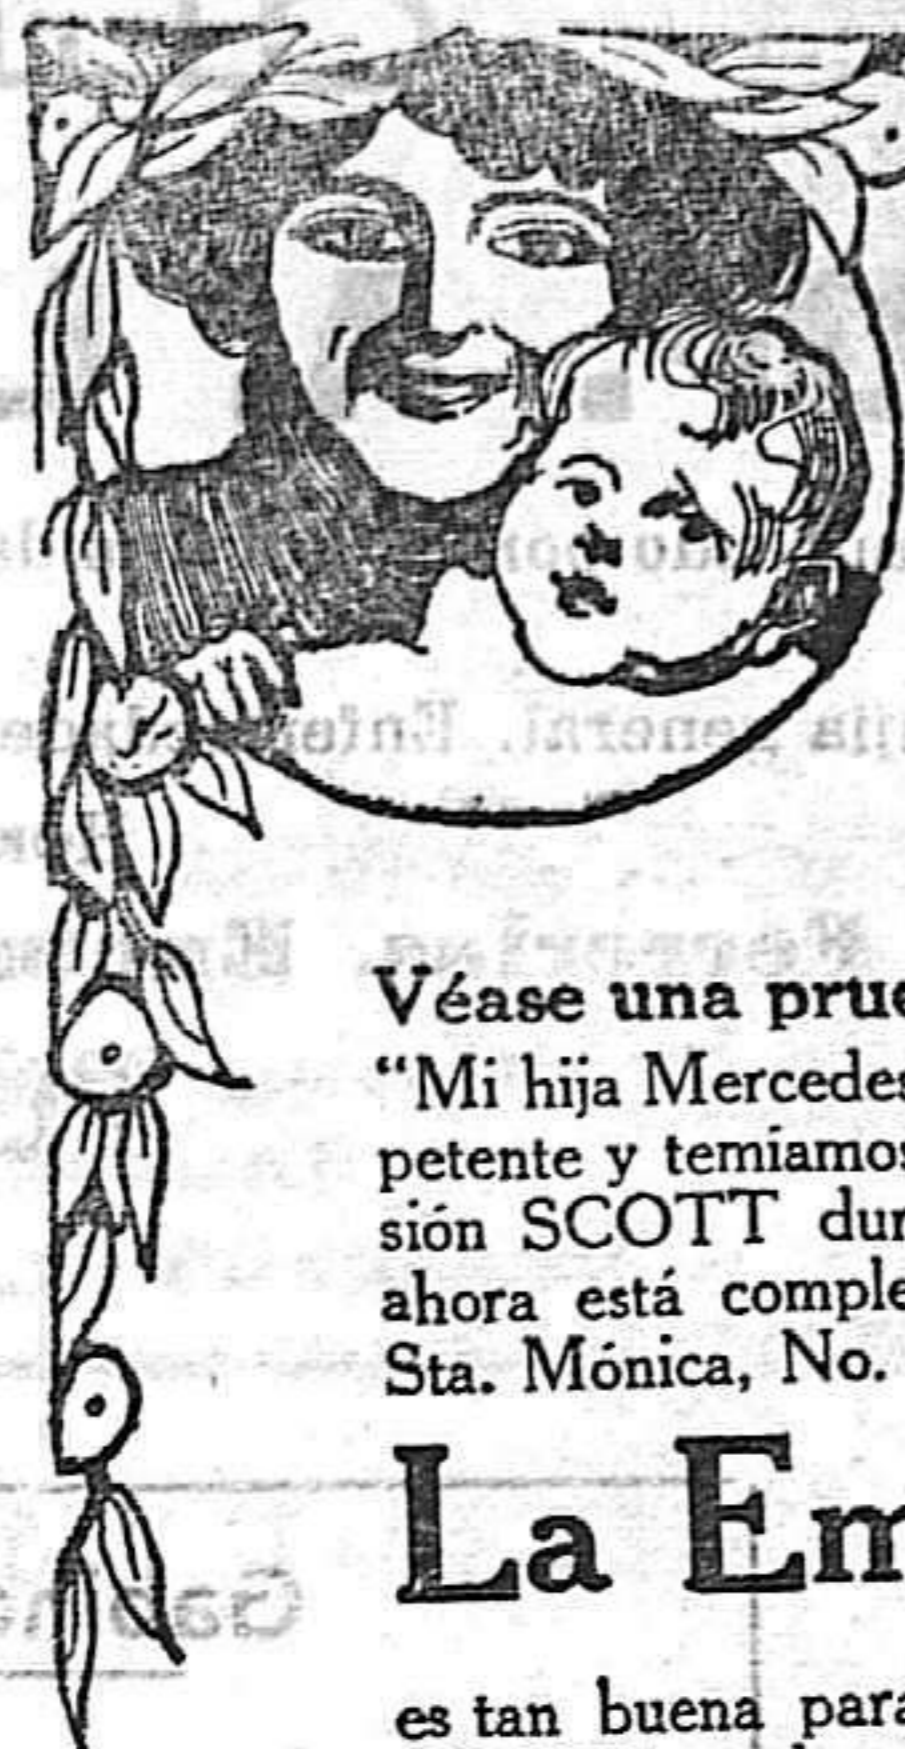 Véase una prue
“Mi hija Mercedes
petente y temiamos
sión SCOTT dur
ahora está comple
Sta. Mónica, No.
La Em
es tan buena para